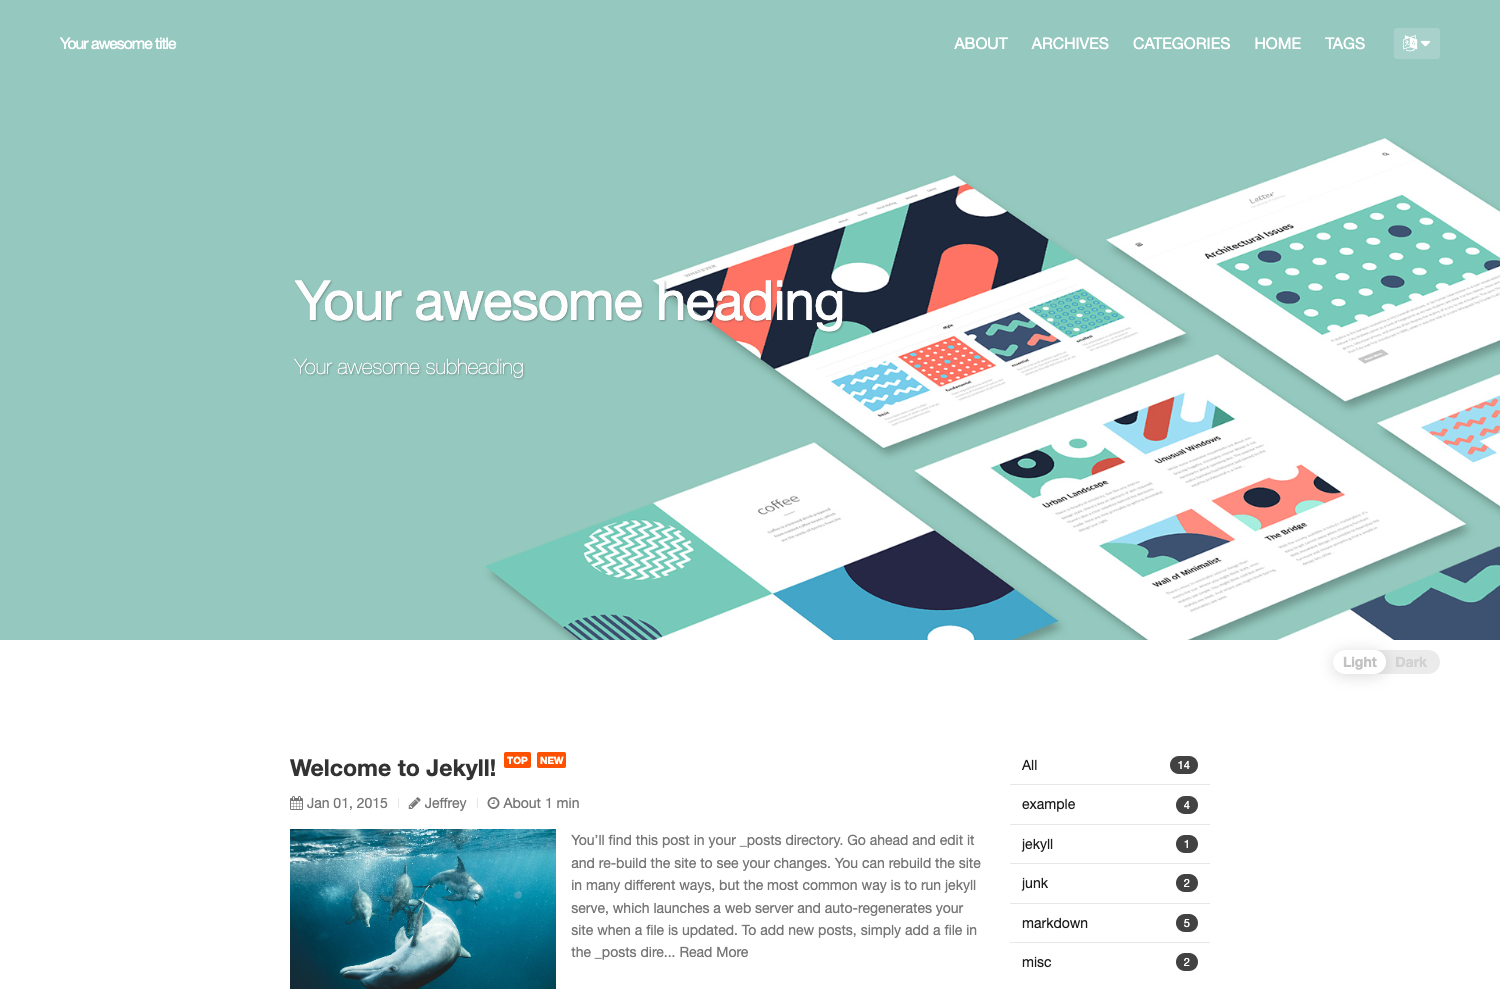 Your awesome title
ABOUT
ARCHIVES
CATEGORIES
HOME
TAGS
Your awesome heading
Your awesome subheading
Letter
Architectural Issues
style
basic
fundamental
essential
coffee
Urban Landscape
Unusual Windows
Wall of Minimalist
The Bridge
Light Dark
Welcome to Jekyll! TOP NEW
Jan 01, 2015 Jeffrey About 1 min
You'll find this post in your _posts directory. Go ahead and edit it
and re-build the site to see your changes. You can rebuild the site
in many different ways, but the most common way is to run jekyll
serve, which launches a web server and auto-regenerates your
site when a file is updated. To add new posts, simply add a file in
the _posts dire... Read More
All 14
example 4
jekyll 1
junk 2
markdown 5
misc 2